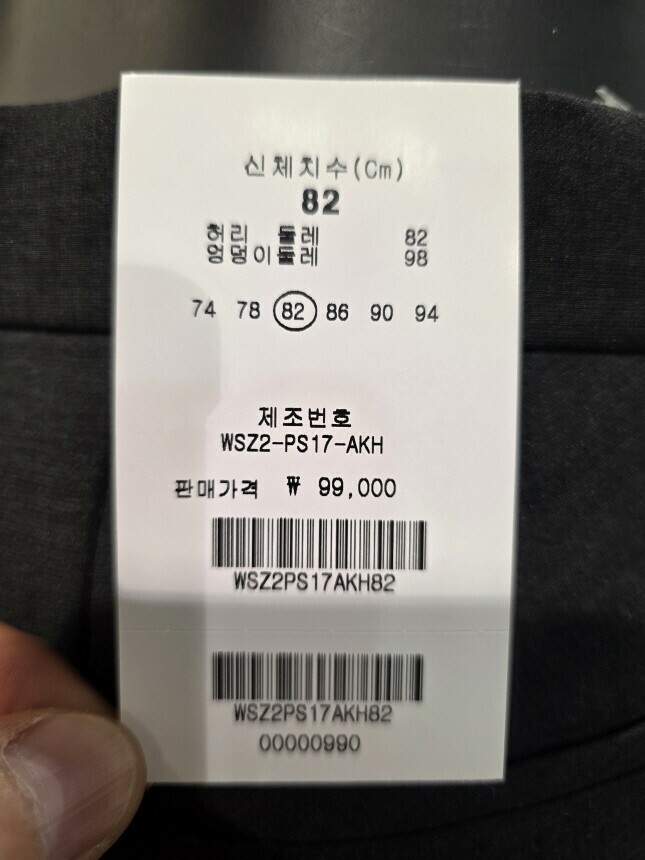 신체치수(Cm)
82
허리 둘레 82
엉덩이둘레 98
74 78 82 86 90 94
제조번호
WSZ2-PS17-AKH
판매가격 ₩ 99,000
WSZ2PS17AKH82
WSZ2PS17AKH82
00000990